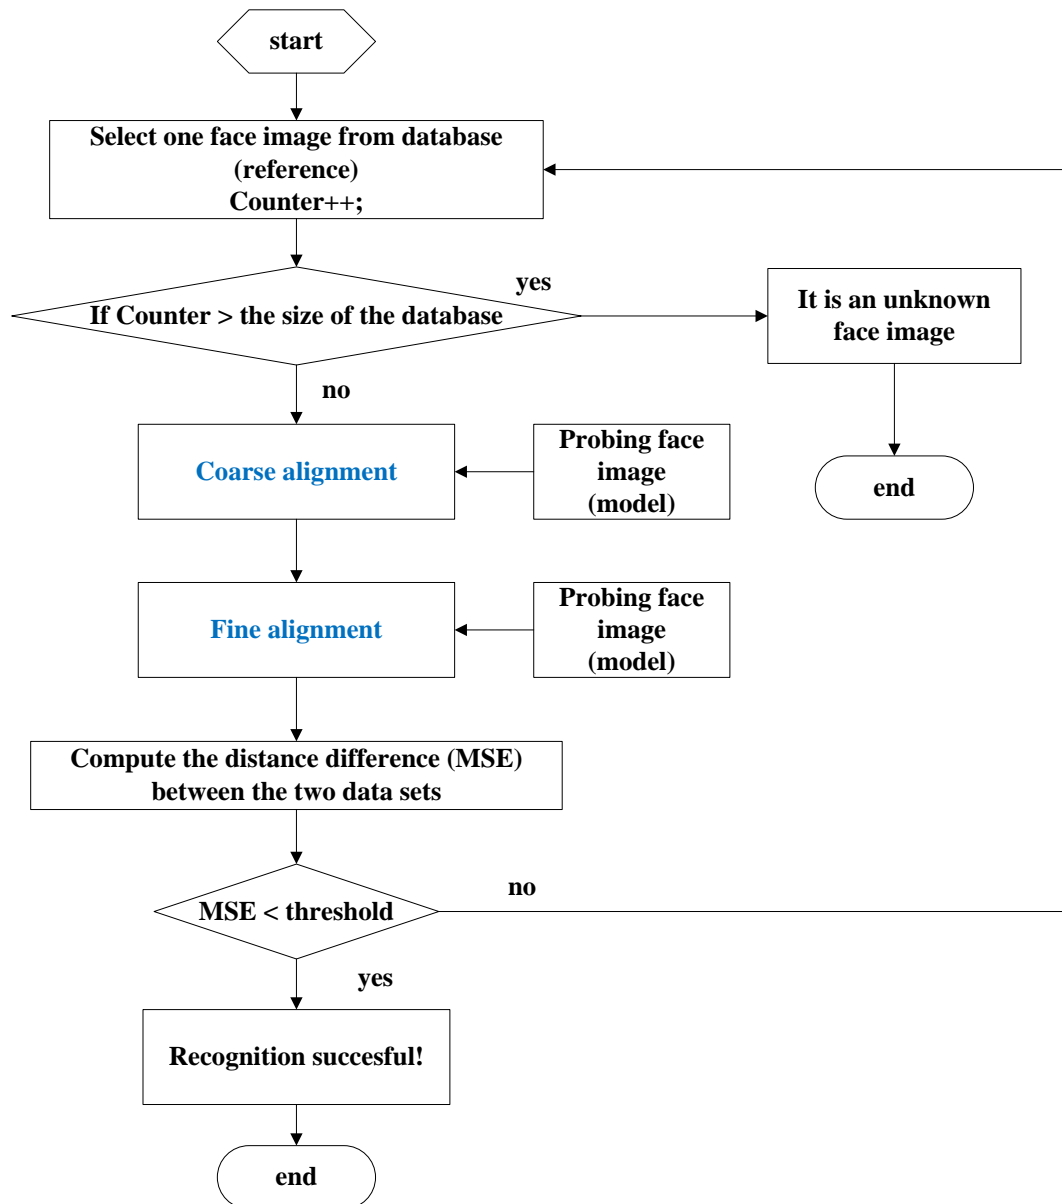 start
Select one face image from database
(reference)
Counter++;
If Counter > the size of the database
yes
It is an unknown
face image
no
Coarse alignment
Probing face
image
(model)
end
Fine alignment
Probing face
image
(model)
Compute the distance difference (MSE)
between the two data sets
MSE < threshold
no
yes
Recognition succesful!
end